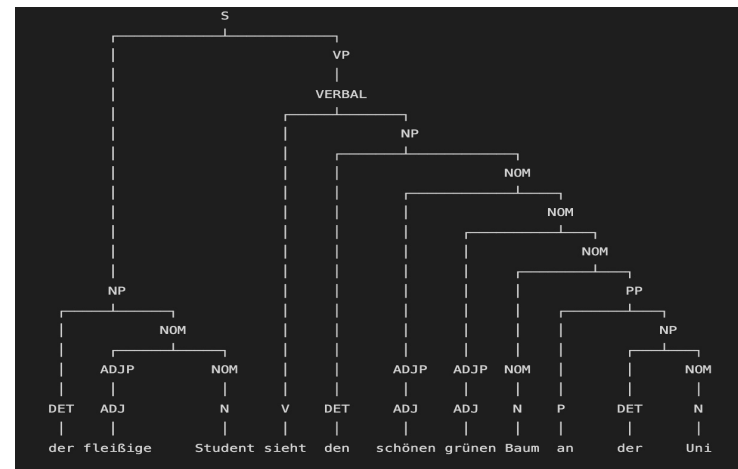 S
VP
VERBAL
NP
NOM
NOM
NOM
NP PP
NOM NP
ADJP NOM ADJP ADJP NOM NOM
DET ADJ N V DET ADJ ADJ N P DET N
der fleißige Student sieht den schönen grünen Baum an der Uni